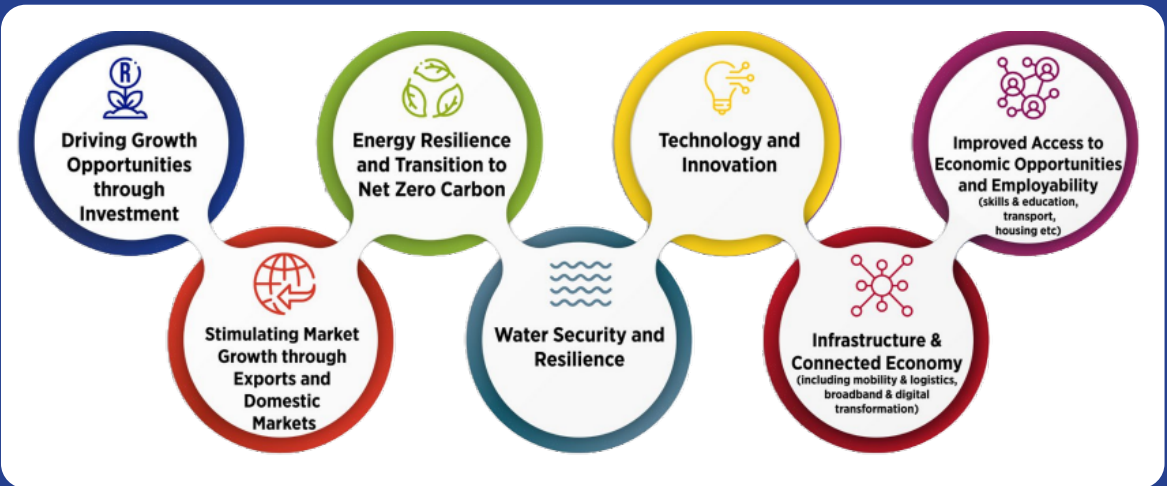 R
Driving Growth
Opportunities
through
Investment
Stimulating Market
Growth through
Exports and
Domestic
Markets
Energy Resilience
and Transition to
Net Zero Carbon
Water Security and
Resilience
Technology and
Innovation
Infrastructure &
Connected Economy
(including mobility & logistics,
broadband & digital
transformation)
Improved Access to
Economic Opportunities
and Employability
(skills & education,
transport,
housing etc)